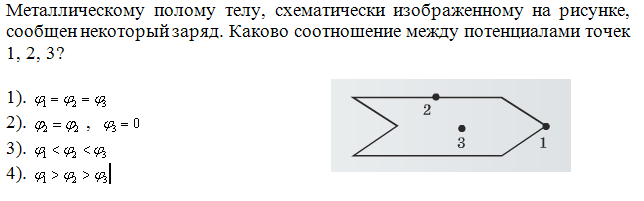 Металлическому полому телу, схематически изображенному на рисунке,
сообщен некоторый заряд. Каково соотношение между потенциалами точек
1, 2, 3?
1). φ₁ = φ₂ = φ₃
2). φ₂ = φ₂ , φ₃ = 0
3). φ₁ < φ₂ < φ₃
4). φ₁ > φ₂ > φ₃
2
3
1